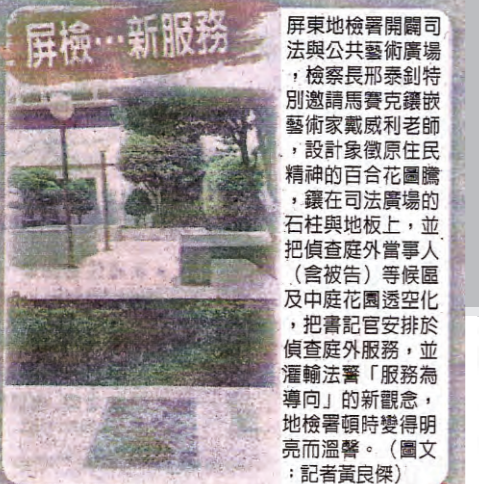 屏檢…新服務
屏東地檢署開闢司
法與公共藝術廣場
，檢察長邢泰釗特
別邀請馬賽克鑲嵌
藝術家戴威利老師
，設計象徵原住民
精神的百合花圖騰
，鑲在司法廣場的
石柱與地板上，並
把偵查庭外當事人
（含被告）等候區
及中庭花園透空化
，把書記官安排於
偵查庭外服務，並
灌輸法警「服務為
導向」的新觀念，
地檢署頓時變得明
亮而溫馨。（圖文
：記者黃良傑）